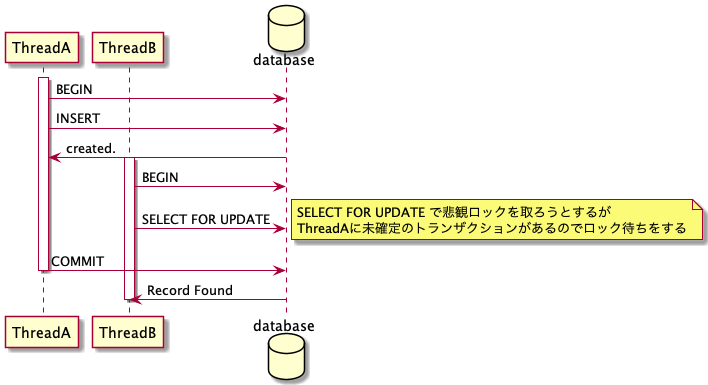 ThreadA
ThreadB
database
BEGIN
INSERT
created.
BEGIN
SELECT FOR UPDATE
SELECT FOR UPDATE で悲観ロックを取ろうとするが
ThreadAに未確定のトランザクションがあるのでロック待ちをする
COMMIT
Record Found
ThreadA
ThreadB
database